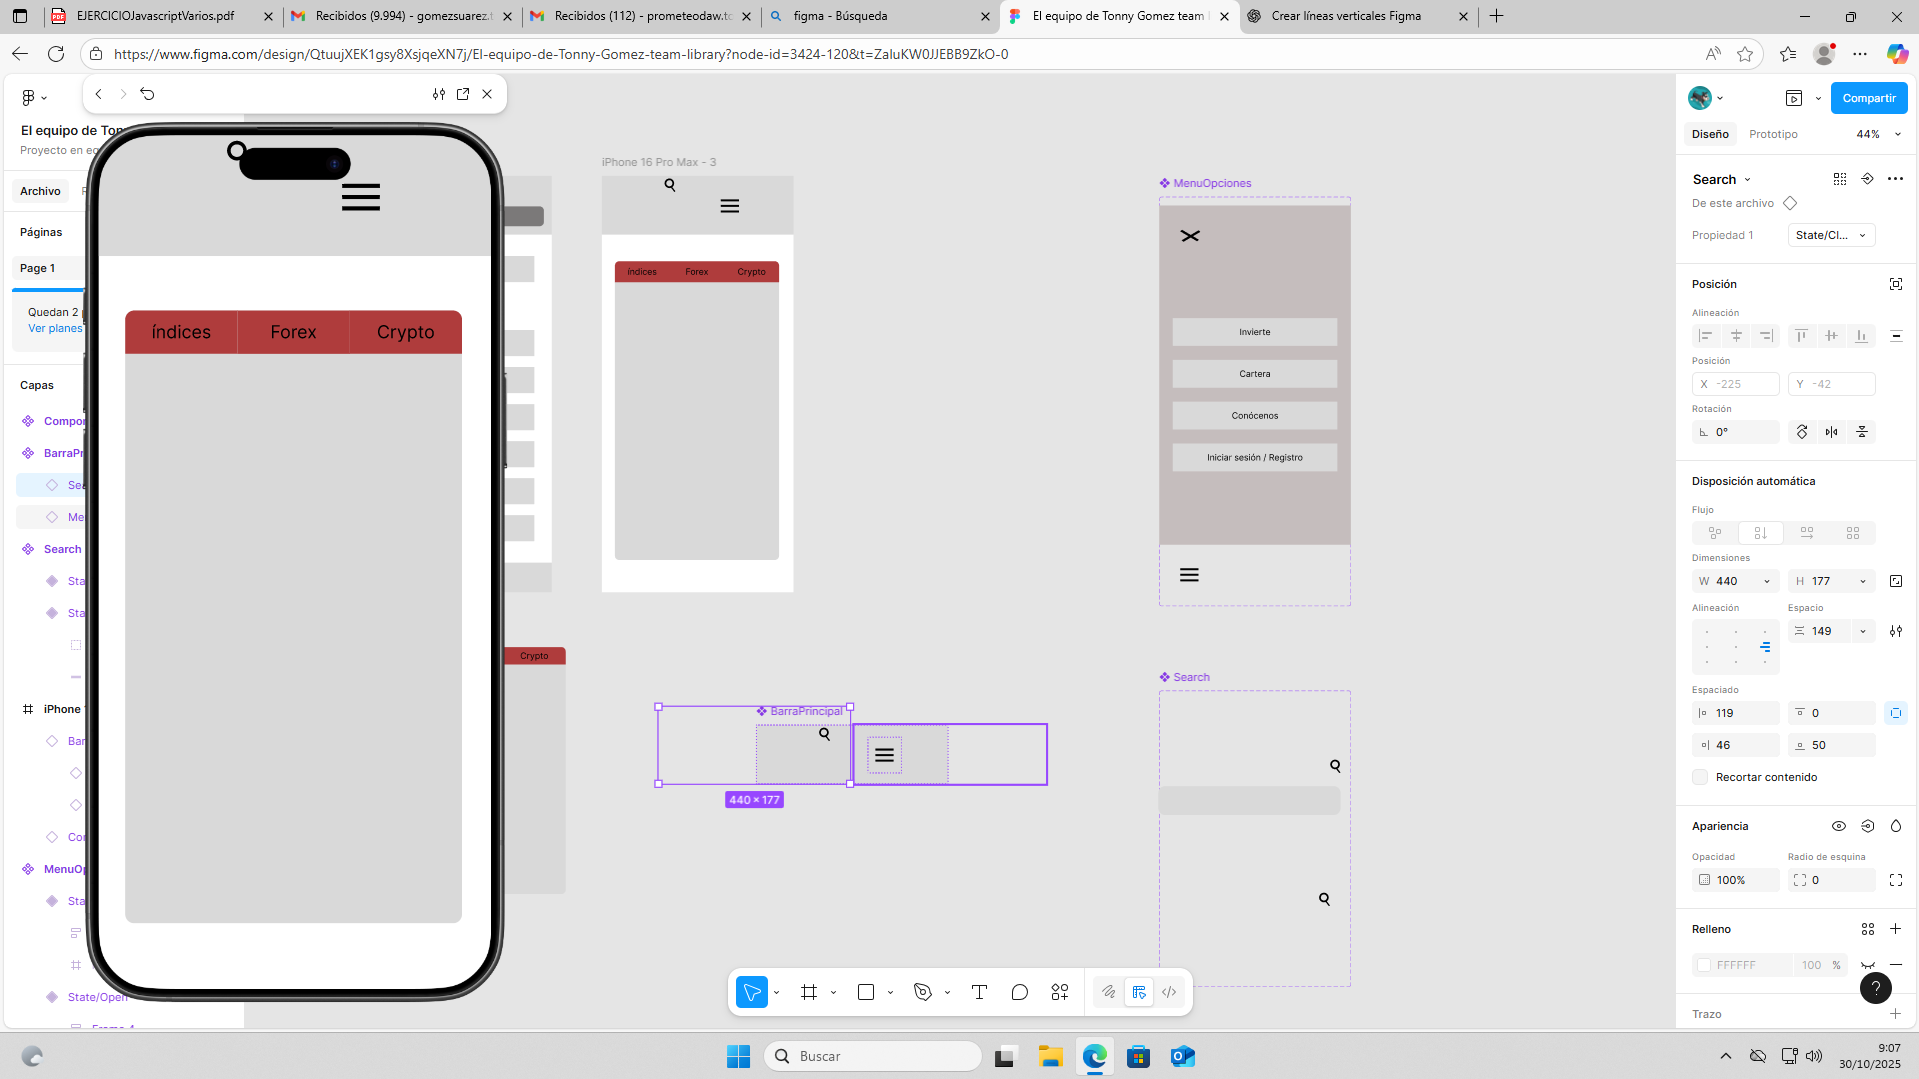 EJERCICIOJavascriptVarios.pdf
Recibidos (9.994) - gomezsuarez.t
Recibidos (112) - prometeodaw.tc
figma - Búsqueda
El equipo de Tonny Gomez team l
Crear líneas verticales Figma
https://www.figma.com/design/QtuujXEK1gsy8XsjqeXN7j/El-equipo-de-Tonny-Gomez-team-library?node-id=3424-120&t=ZaluKW0JJEBB9ZkO-0
El equipo de Ton
Proyecto en eq
Archivo
Páginas
Page 1
Quedan 2
Ver planes
Capas
Compor
BarraPr
Sea
Me
Search
Sta
Sta
iPhone
Bar
Cor
MenuOp
Sta
State/Open
Frame 4
índices
Forex
Crypto
iPhone 16 Pro Max - 3
índices
Forex
Crypto
Crypto
BarraPrincipal
440 × 177
MenuOpciones
Invierte
Cartera
Conócenos
Iniciar sesión / Registro
Search
Compartir
Diseño
Prototipo
44%
Search
De este archivo
Propiedad 1
State/Cl...
Posición
Alineación
Posición
X -225
Y -42
Rotación
0°
Disposición automática
Flujo
Dimensiones
W 440
H 177
Alineación
Espacio
149
Espaciado
119
0
46
50
Recortar contenido
Apariencia
Opacidad
Radio de esquina
100%
0
Relleno
FFFFFF
100 %
Trazo
?
Buscar
9:07
30/10/2025